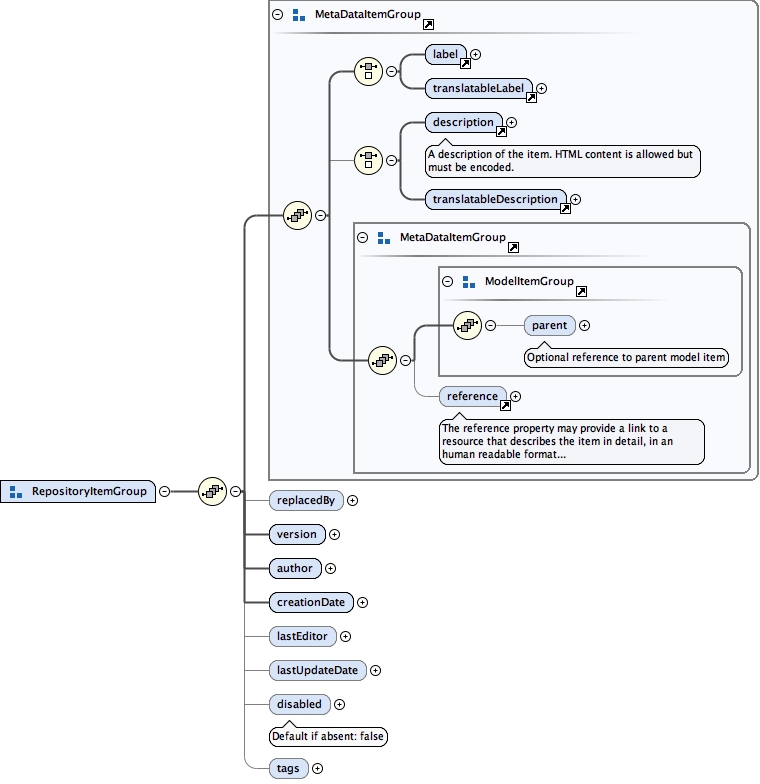 MetaDataItemGroup
label
translatableLabel
description
A description of the item. HTML content is allowed but
must be encoded.
translatableDescription
MetaDataItemGroup
ModelItemGroup
parent
Optional reference to parent model item
reference
The reference property may provide a link to a
resource that describes the item in detail, in an
human readable format...
RepositoryItemGroup
replacedBy
version
author
creationDate
lastEditor
lastUpdateDate
disabled
Default if absent: false
tags